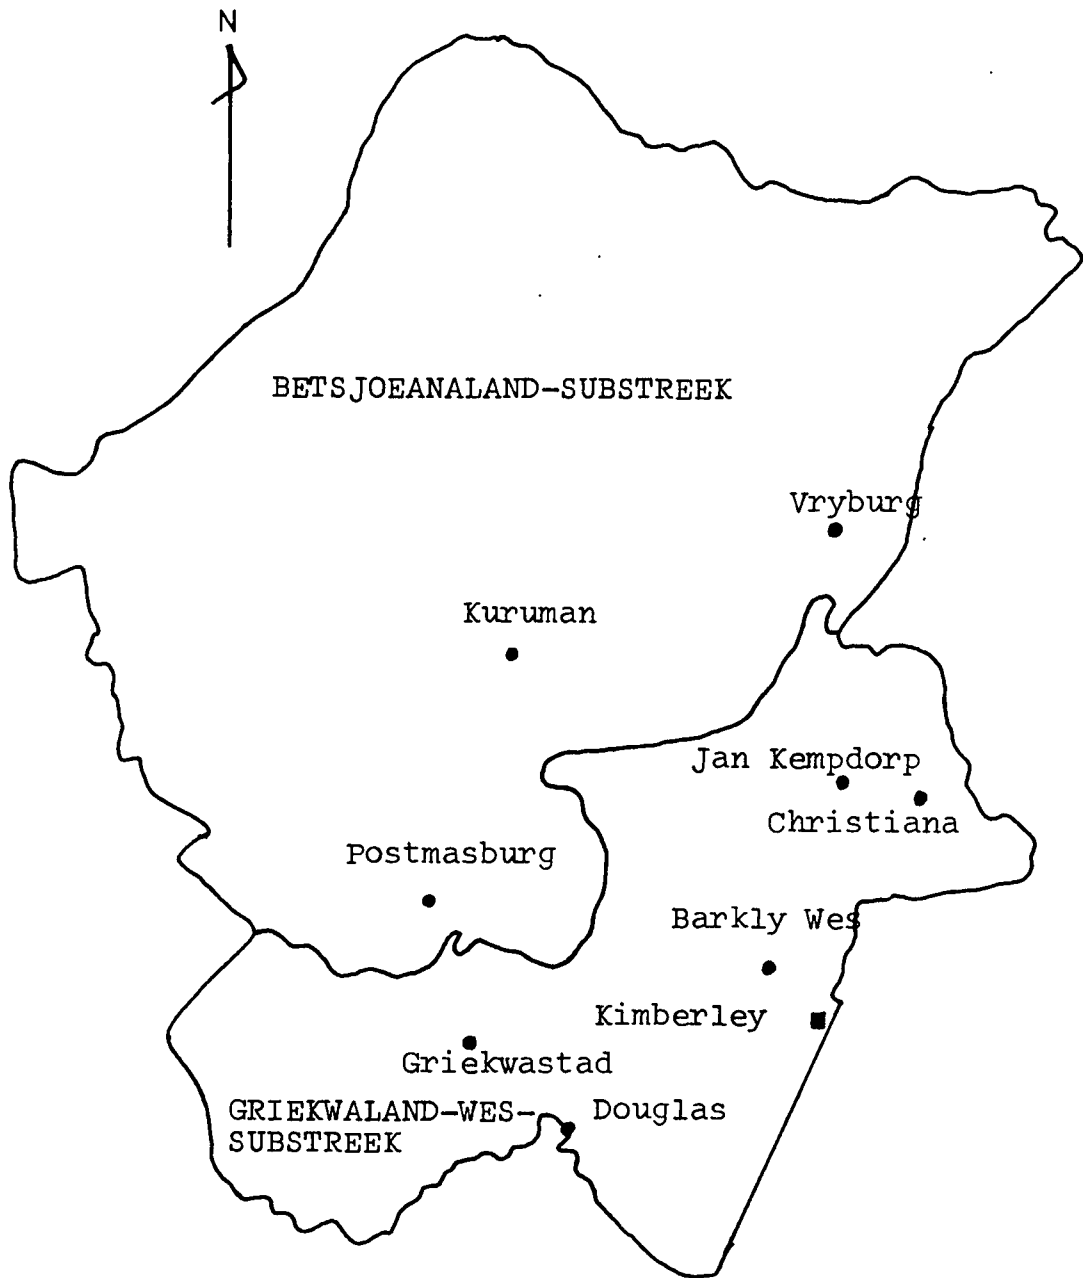 N
BETSJOEANALAND-SUBSTREEK
Vryburg
Kuruman
Jan Kempdorp
Christiana
Postmasburg
Barkly Wes
Kimberley
Griekwastad
GRIEKWALAND-WES-
SUBSTREEK
Douglas